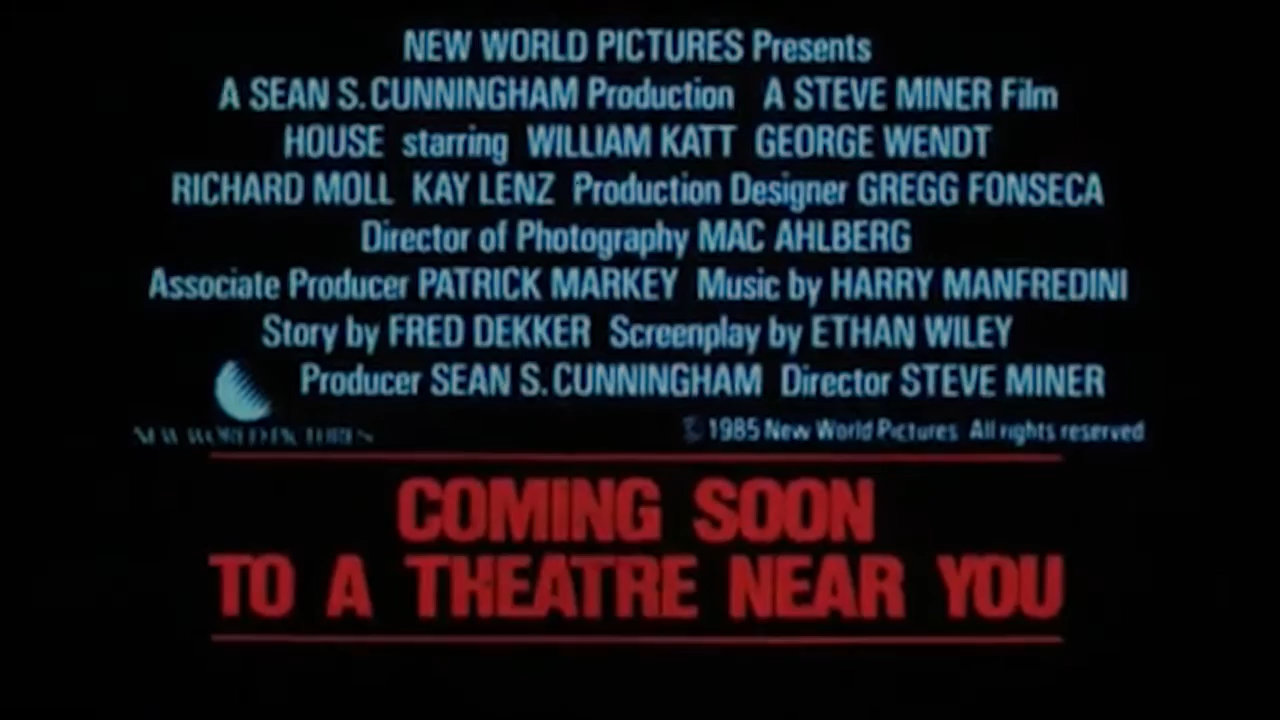 NEW WORLD PICTURES Presents
A SEAN S. CUNNINGHAM Production A STEVE MINER Film
HOUSE starring WILLIAM KATT GEORGE WENDT
RICHARD MOLL KAY LENZ Production Designer GREGG FONSECA
Director of Photography MAC AHLBERG
Associate Producer PATRICK MARKEY Music by HARRY MANFREDINI
Story by FRED DEKKER Screenplay by ETHAN WILEY
Producer SEAN S. CUNNINGHAM Director STEVE MINER
NEW WORLD PICTURES © 1985 New World Pictures. All rights reserved
COMING SOON
TO A THEATRE NEAR YOU